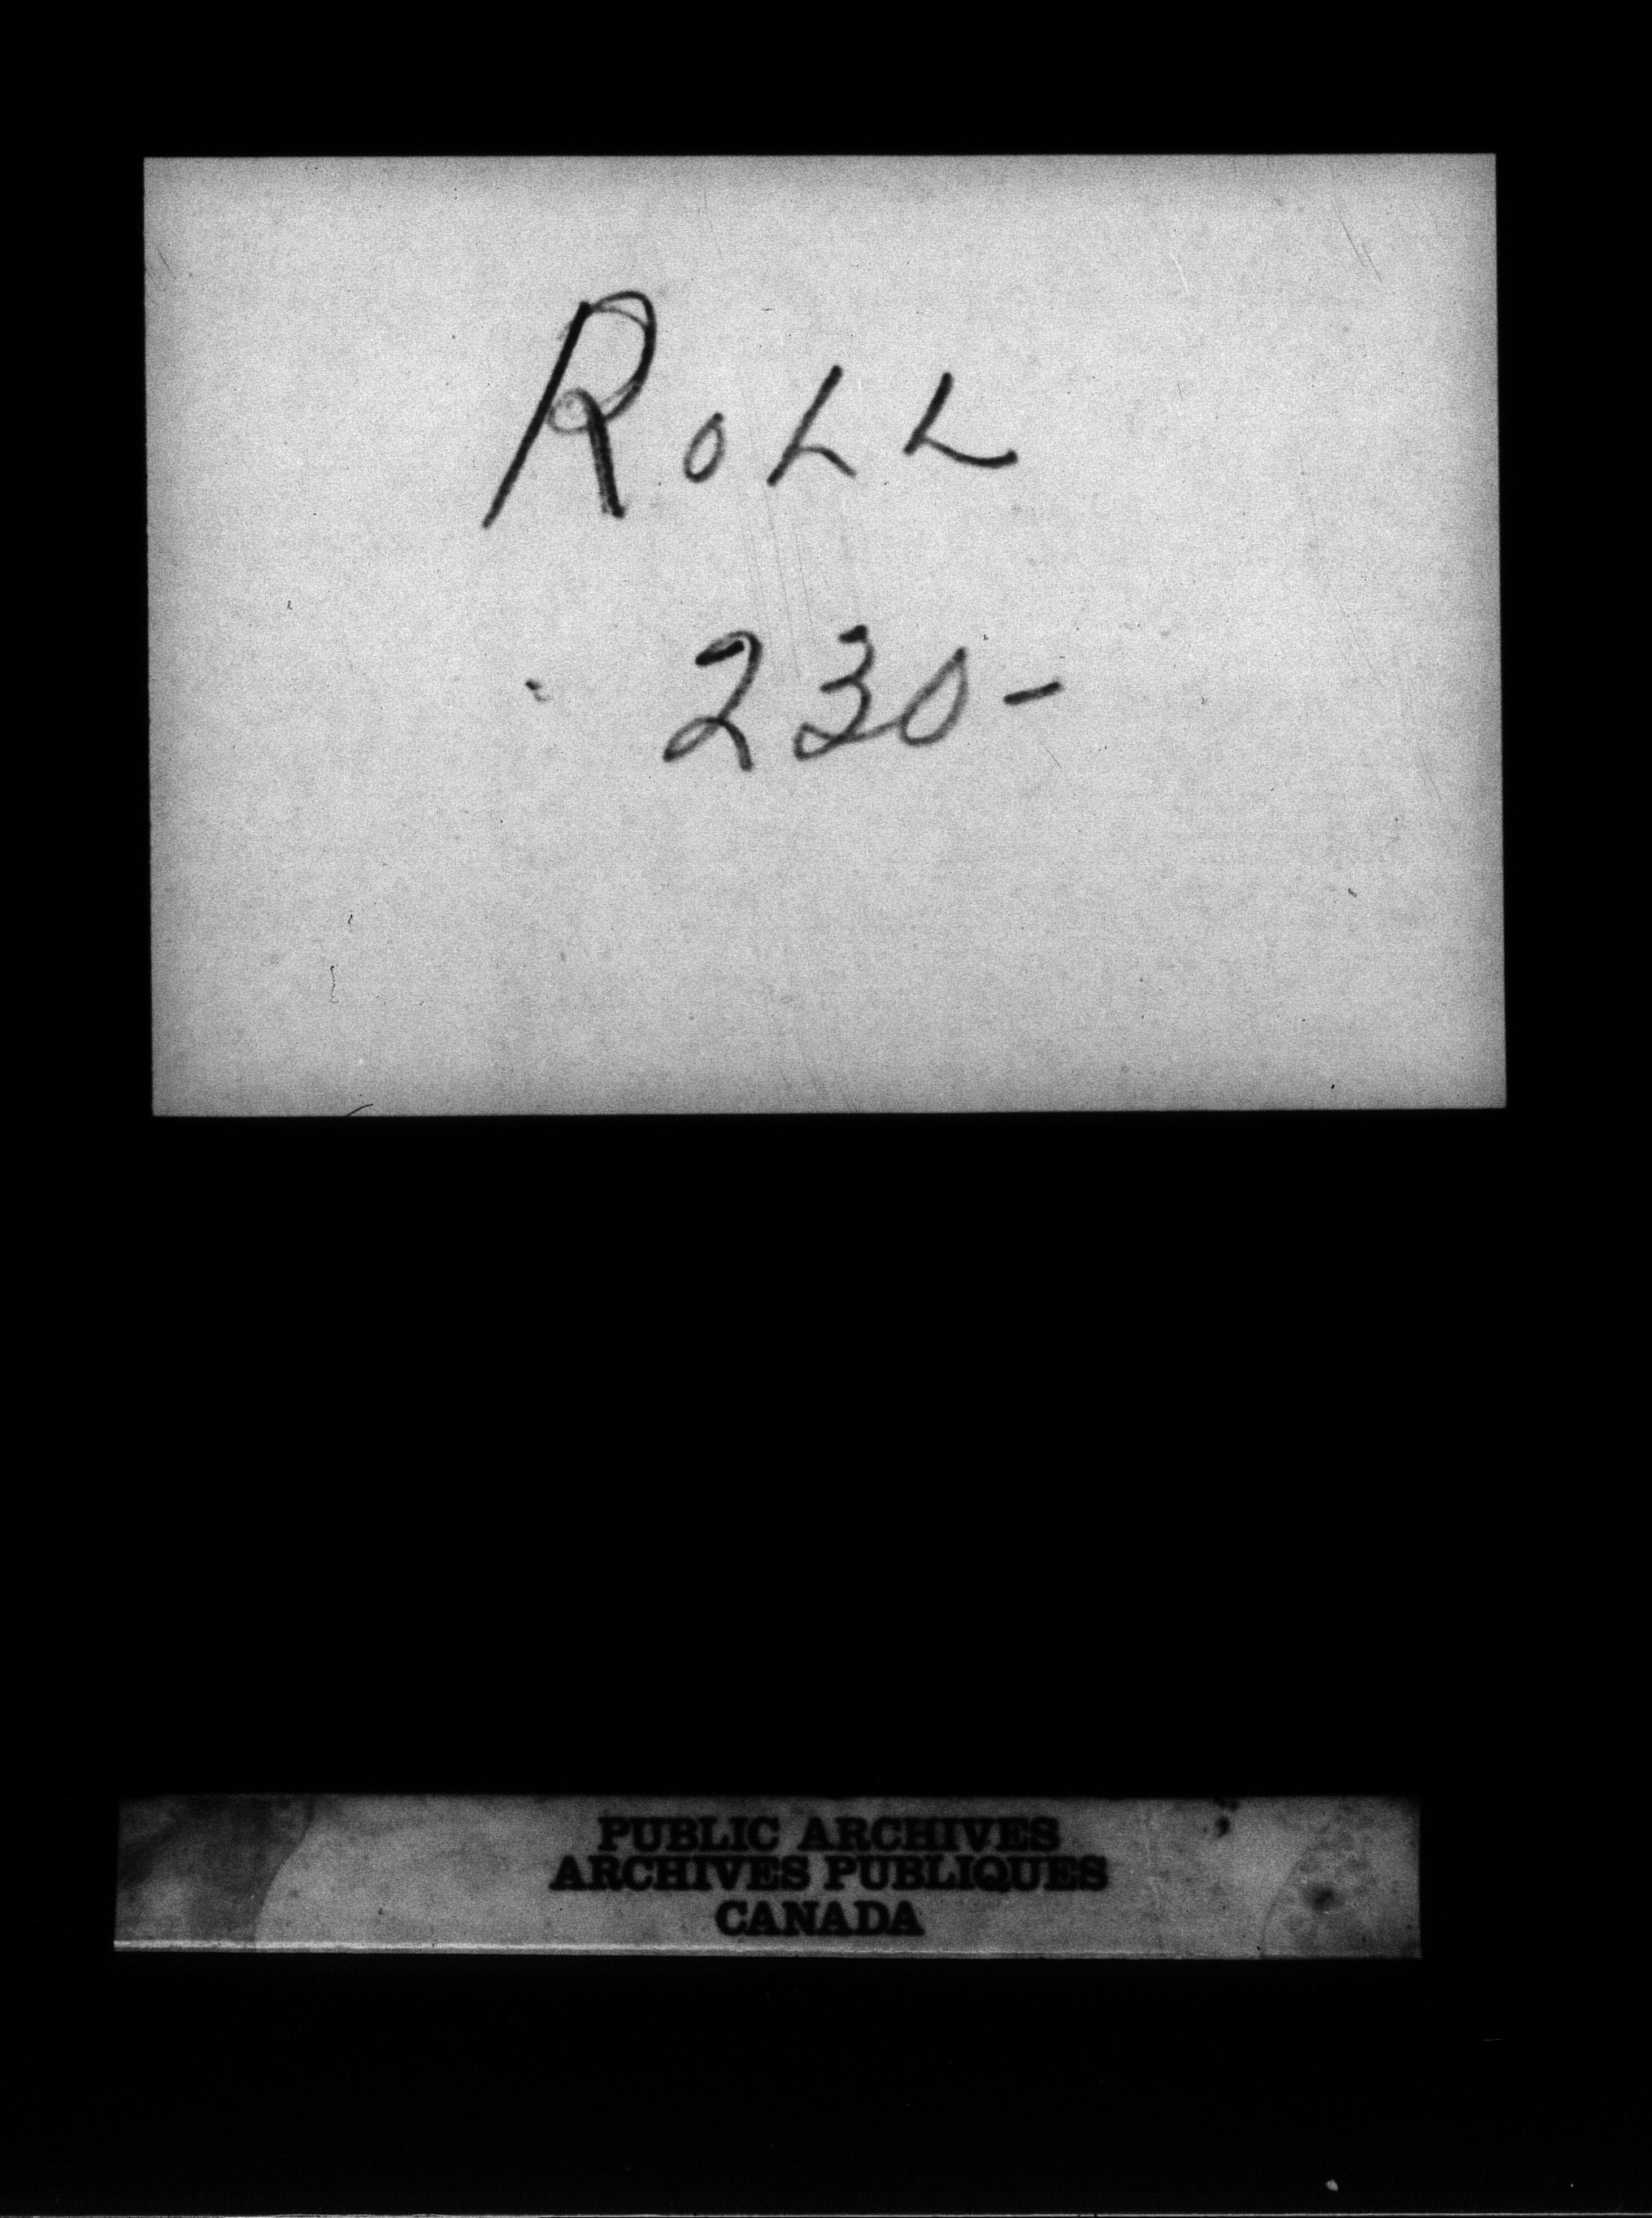 Roll
- 230 -
PUBLIC ARCHIVES
ARCHIVES PUBLIQUES
CANADA